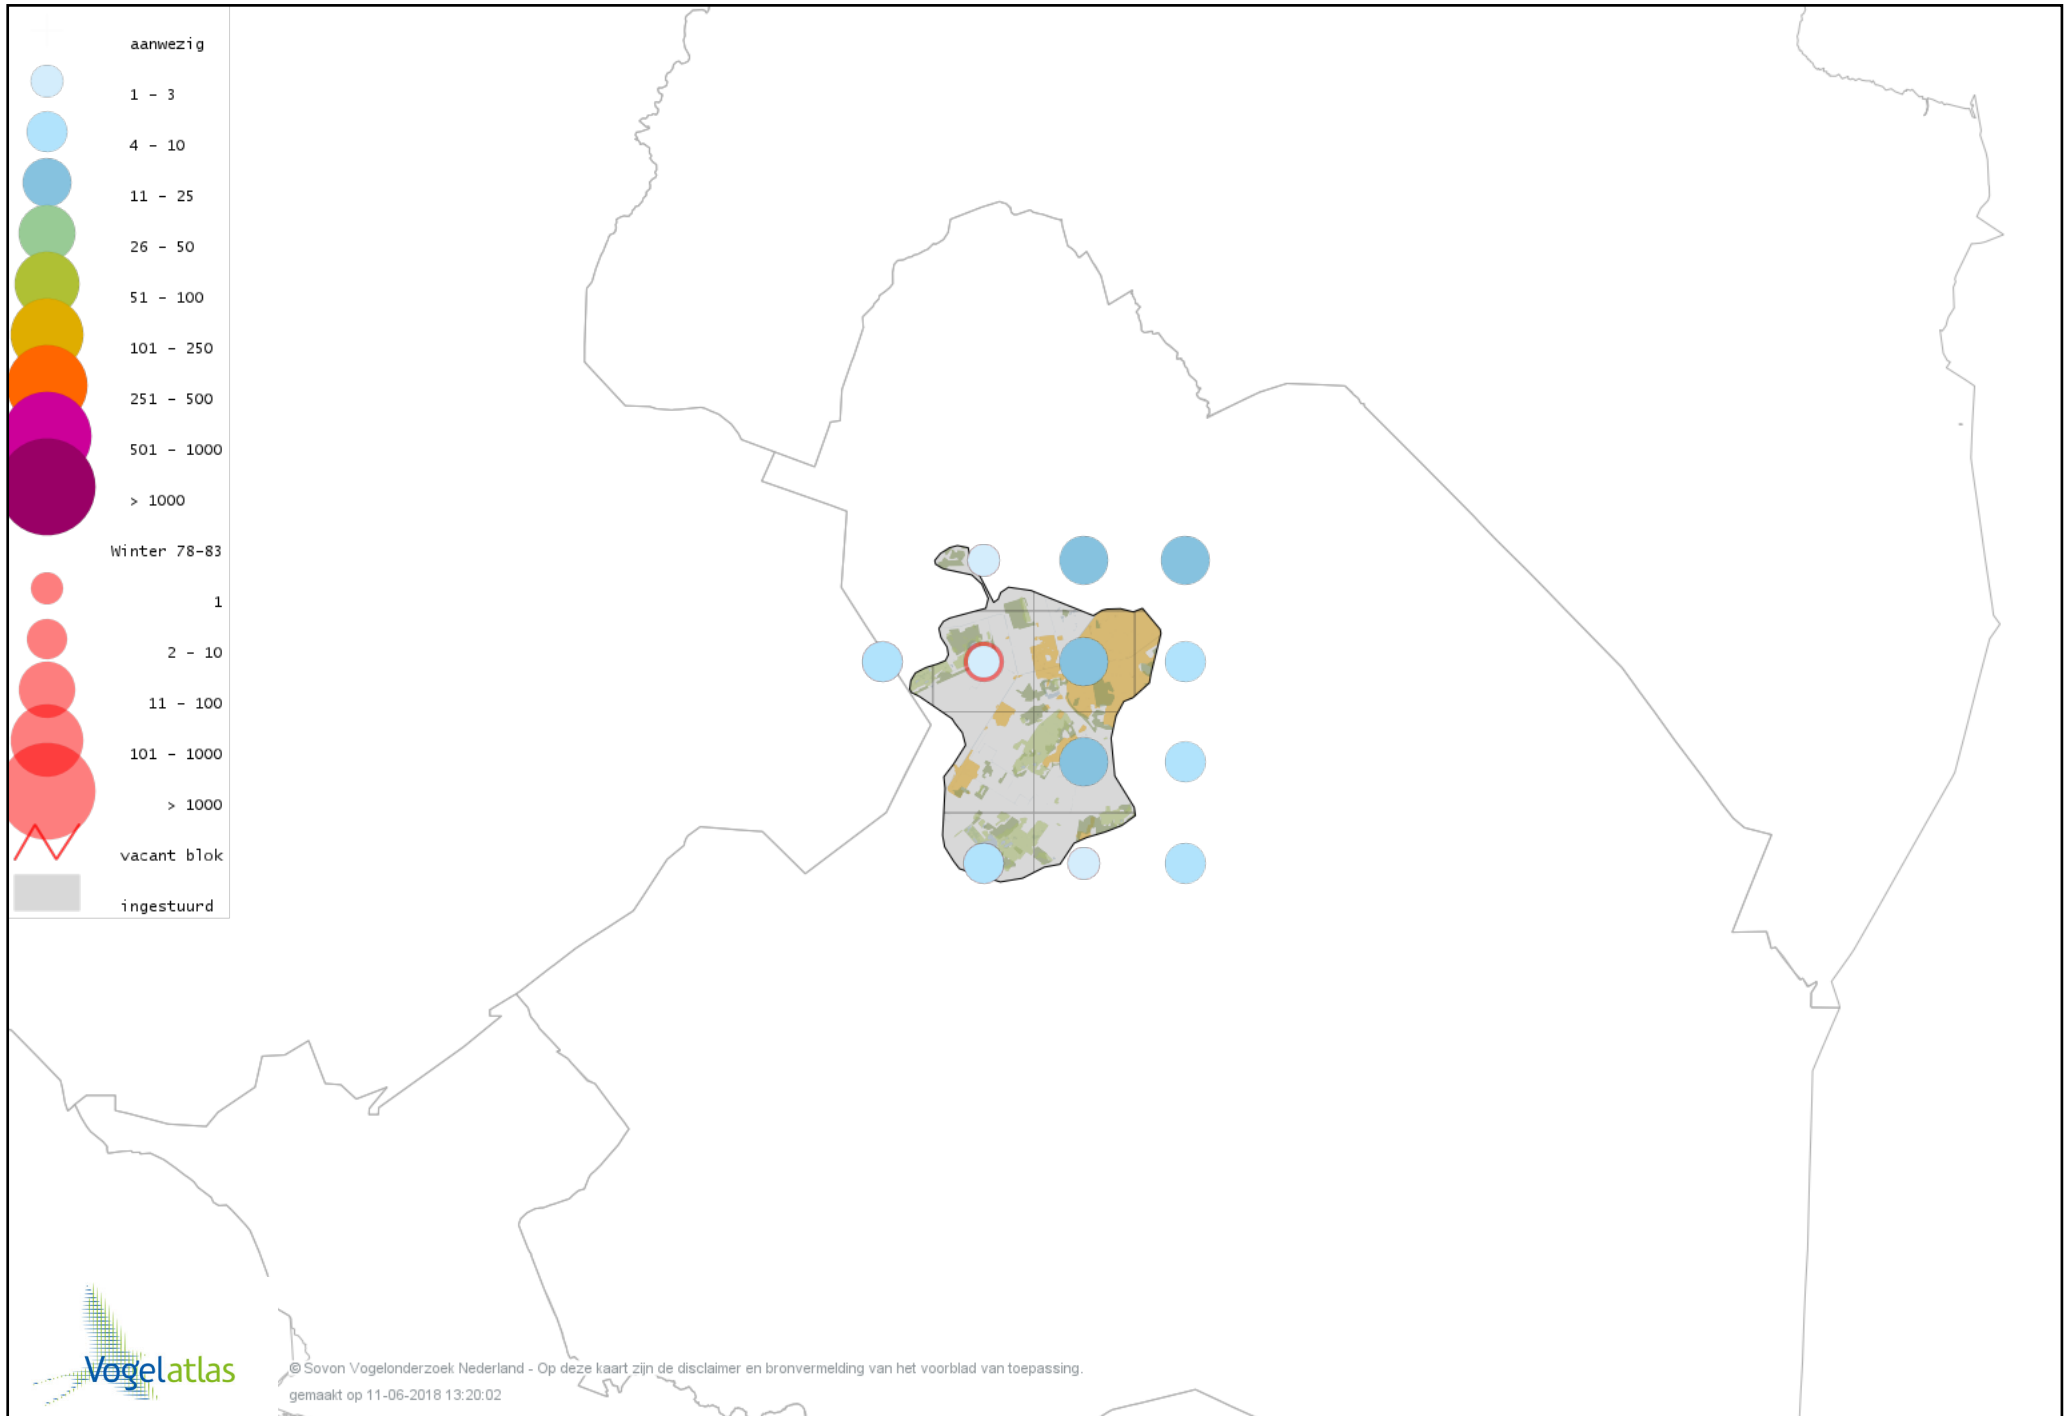 aanwezig
1 - 3
4 - 10
11 - 25
26 - 50
51 - 100
101 - 250
251 - 500
501 - 1000
> 1000
Winter 78-83
1
2 - 10
11 - 100
101 - 1000
> 1000
vacant blok
ingestuurd
Vogelatlas
© Sovon Vogelonderzoek Nederland - Op deze kaart zijn de disclaimer en bronvermelding van het voorblad van toepassing.
gemaakt op 11-06-2018 13:20:02